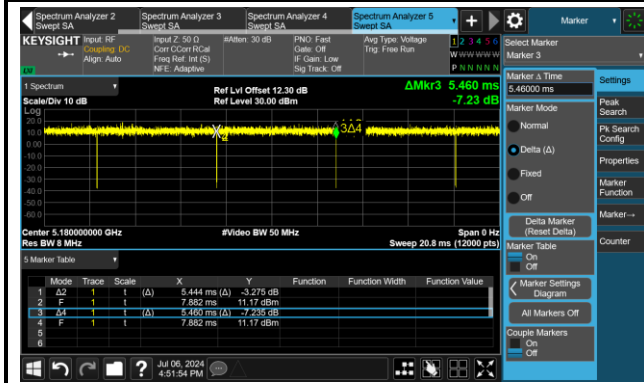 Spectrum Analyzer 2
Swept SA
Spectrum Analyzer 3
Swept SA
Spectrum Analyzer 4
Swept SA
Spectrum Analyzer 5
Swept SA
Marker
KEYSIGHT
Input: RF
Coupling: DC
Align: Auto
Input Z: 50 Ω
Corr CCorr RCal
Freq Ref: Int (S)
NFE: Adaptive
#Atten: 30 dB
PNO: Fast
Gate: Off
IF Gain: Low
Sig Track: Off
Avg Type: Voltage
Trig: Free Run
1 2 3 4 5 6
W W W W W W
P N N N N N
LVI
Select Marker
Marker 3
1 Spectrum
Scale/Div 10 dB
Ref Lvl Offset 12.30 dB
Ref Level 30.00 dBm
ΔMkr3 5.460 ms
-7.23 dB
Log
20.0
10.0
0.00
-10.0
-20.0
-30.0
-40.0
-50.0
-60.0
3Δ4
Center 5.180000000 GHz
Res BW 8 MHz
#Video BW 50 MHz
Span 0 Hz
Sweep 20.8 ms (12000 pts)
5 Marker Table
Mode Trace Scale X Y Function Function Width Function Value
1 Δ2 1 t (Δ) 5.444 ms (Δ) -3.275 dB
2 F 1 t 7.882 ms 11.17 dBm
3 Δ4 1 t (Δ) 5.460 ms (Δ) -7.235 dB
4 F 1 t 7.882 ms 11.17 dBm
5
6
Marker Δ Time
5.46000 ms
Marker Mode
Normal
Delta (Δ)
Fixed
Off
Delta Marker
(Reset Delta)
Marker Table
On
Off
Marker Settings
Diagram
All Markers Off
Couple Markers
On
Off
Settings
Peak
Search
Pk Search
Config
Properties
Marker
Function
Marker→
Counter
Jul 06, 2024
4:51:54 PM